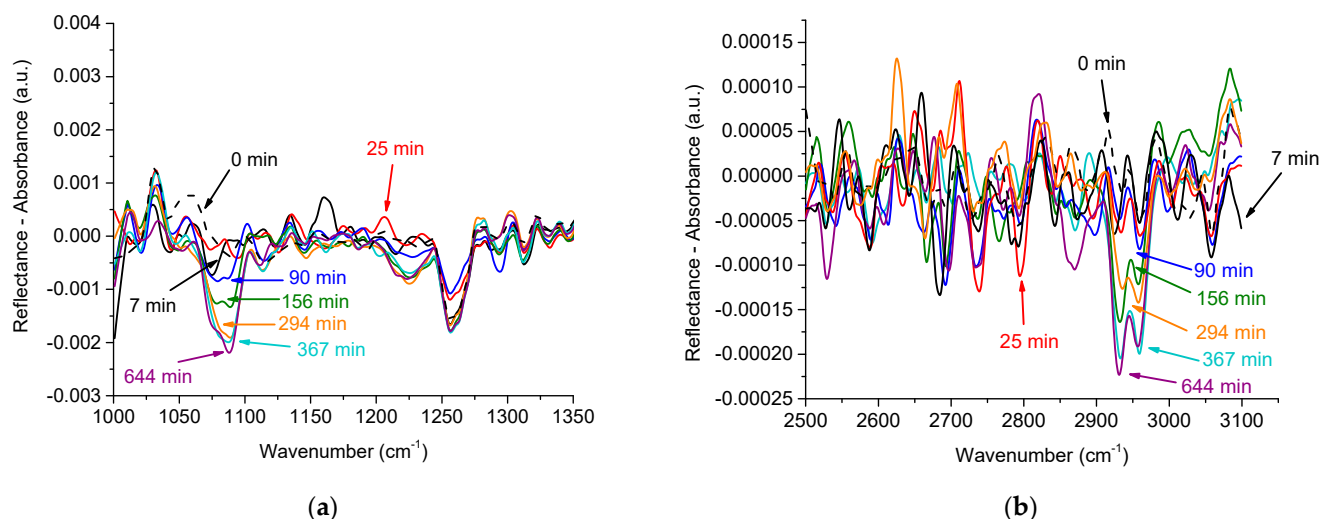 0.004
0.003
0.002
0.001
0.000
-0.001
-0.002
-0.003
Reflectance - Absorbance (a.u.)
0 min
25 min
7 min
90 min
156 min
294 min
367 min
644 min
1000 1050 1100 1150 1200 1250 1300 1350
Wavenumber (cm⁻¹)
(a)
0.00015
0.00010
0.00005
0.00000
-0.00005
-0.00010
-0.00015
-0.00020
-0.00025
Reflectance - Absorbance (a.u.)
0 min
7 min
90 min
156 min
25 min
294 min
367 min
644 min
2500 2600 2700 2800 2900 3000 3100
Wavenumber (cm⁻¹)
(b)